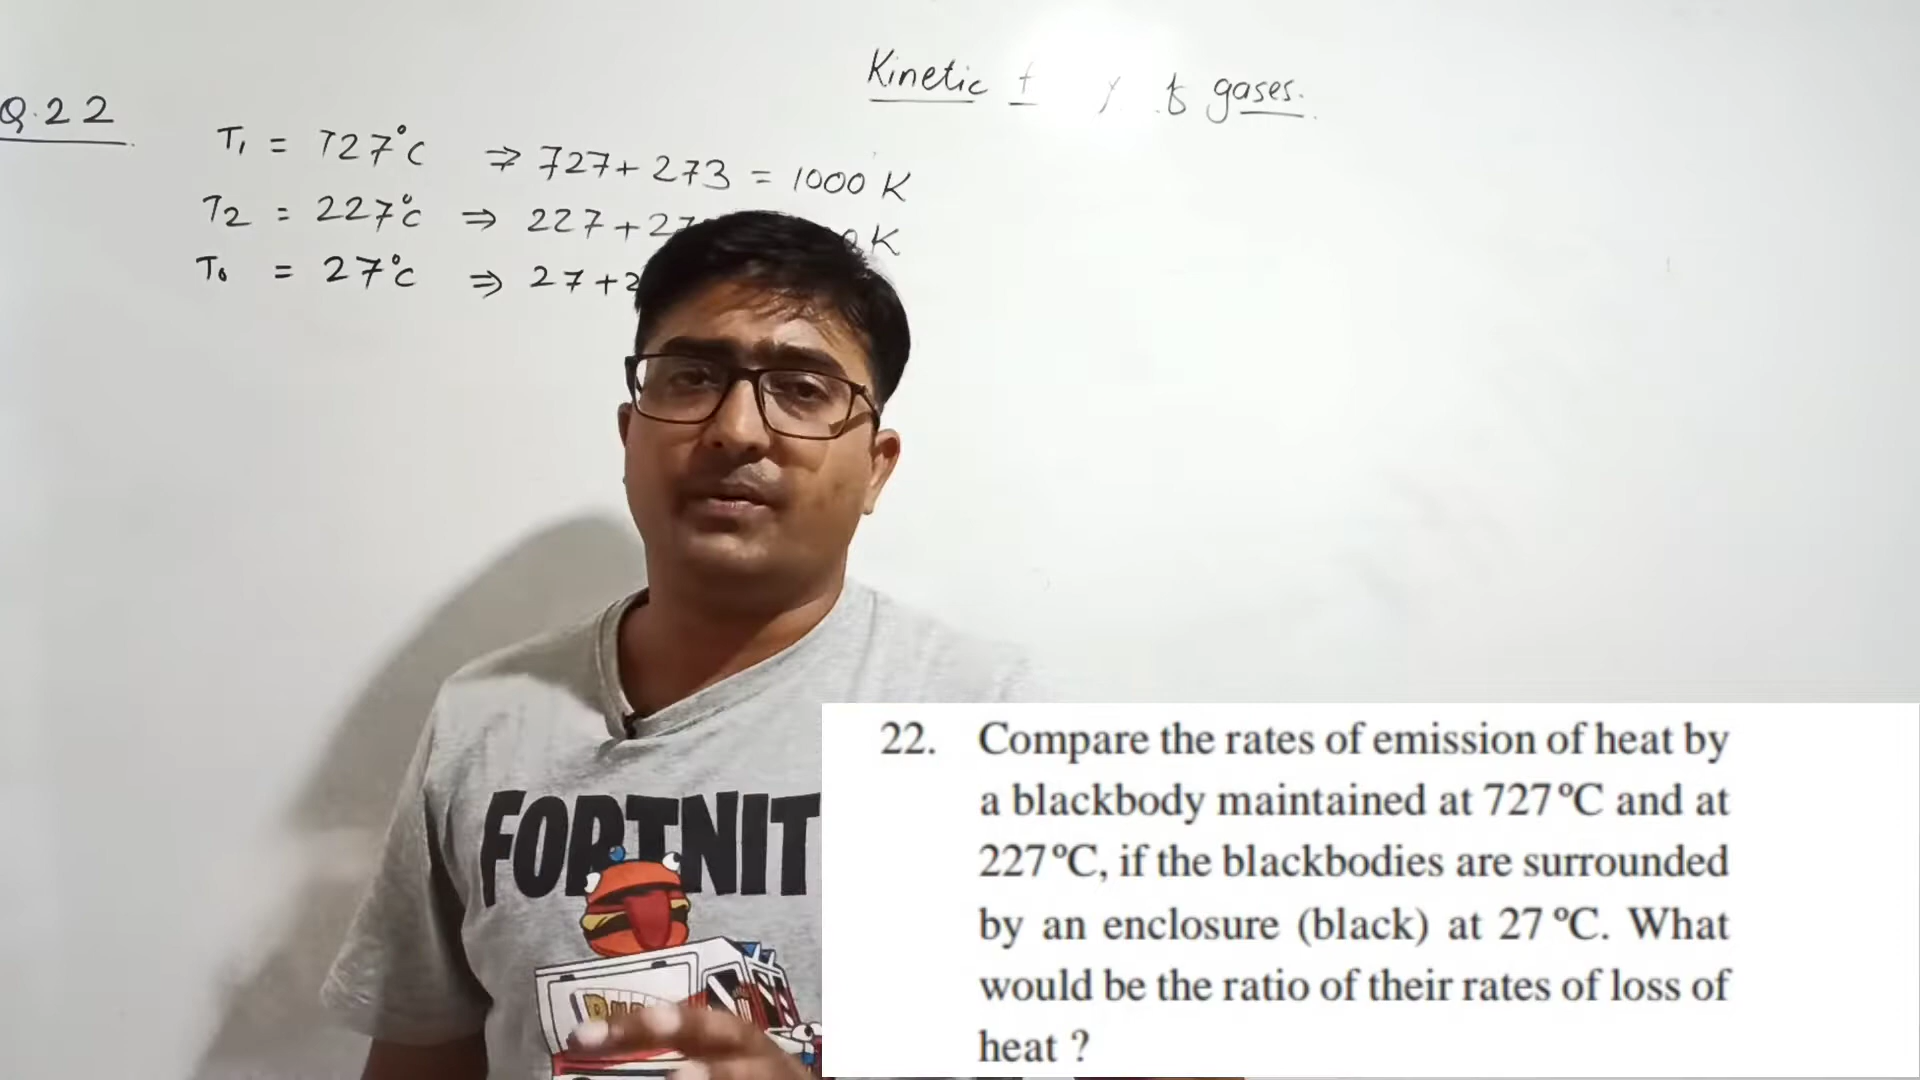 Kinetic gases.
Q.22
T₁ = 727°C ⇒ 727 + 273 = 1000 K
T₂ = 227°C ⇒ 227 + 27 K
T₀ = 27°C ⇒ 27 + 2
FORTNIT
22. Compare the rates of emission of heat by
a blackbody maintained at 727 °C and at
227 °C, if the blackbodies are surrounded
by an enclosure (black) at 27 °C. What
would be the ratio of their rates of loss of
heat ?